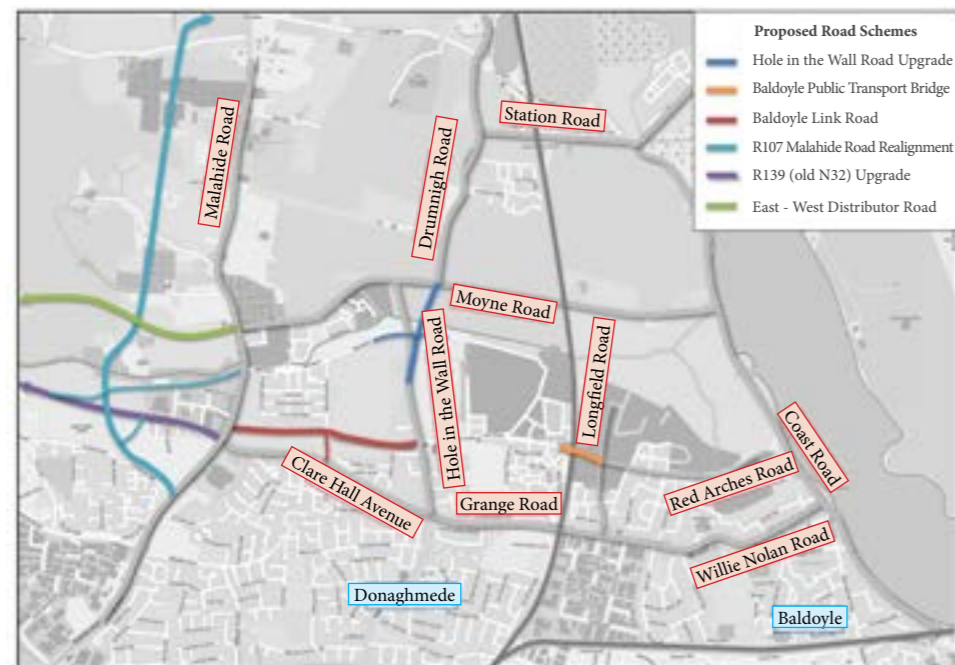 Proposed Road Schemes
Hole in the Wall Road Upgrade
Baldoyle Public Transport Bridge
Baldoyle Link Road
R107 Malahide Road Realignment
R139 (old N32) Upgrade
East - West Distributor Road
Station Road
Malahide Road
Drumnigh Road
Moyne Road
Hole in the Wall Road
Longfield Road
Coast Road
Clare Hall Avenue
Grange Road
Red Arches Road
Willie Nolan Road
Donaghmede
Baldoyle